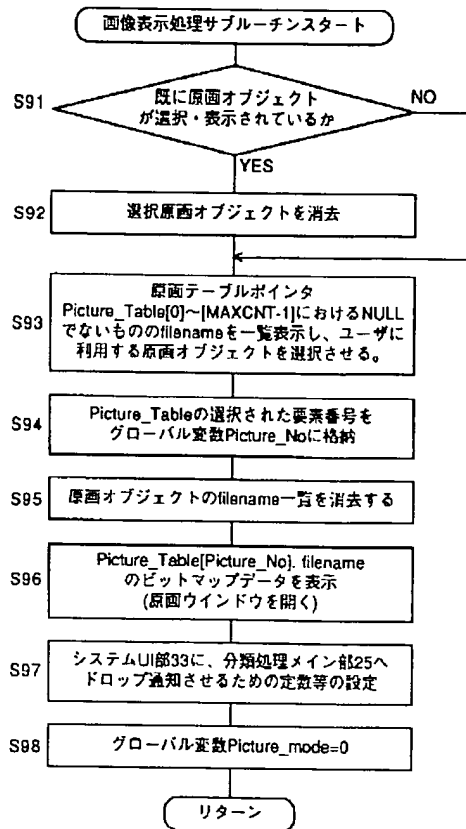 画像表示処理サブルーチンスタート
S91
既に原画オブジェクト
が選択・表示されているか
NO
YES
S92
選択原画オブジェクトを消去
S93
原画テーブルポインタ
Picture_Table[0]~[MAXCNT-1]におけるNULL
でないもののfilenameを一覧表示し、ユーザに
利用する原画オブジェクトを選択させる。
S94
Picture_Tableの選択された要素番号を
グローバル変数Picture_Noに格納
S95
原画オブジェクトのfilename一覧を消去する
S96
Picture_Table[Picture_No]. filename
のビットマップデータを表示
(原画ウインドウを開く)
S97
システムUI部33に、分類処理メイン部25へ
ドロップ通知させるための定数等の設定
S98
グローバル変数Picture_mode=0
リターン